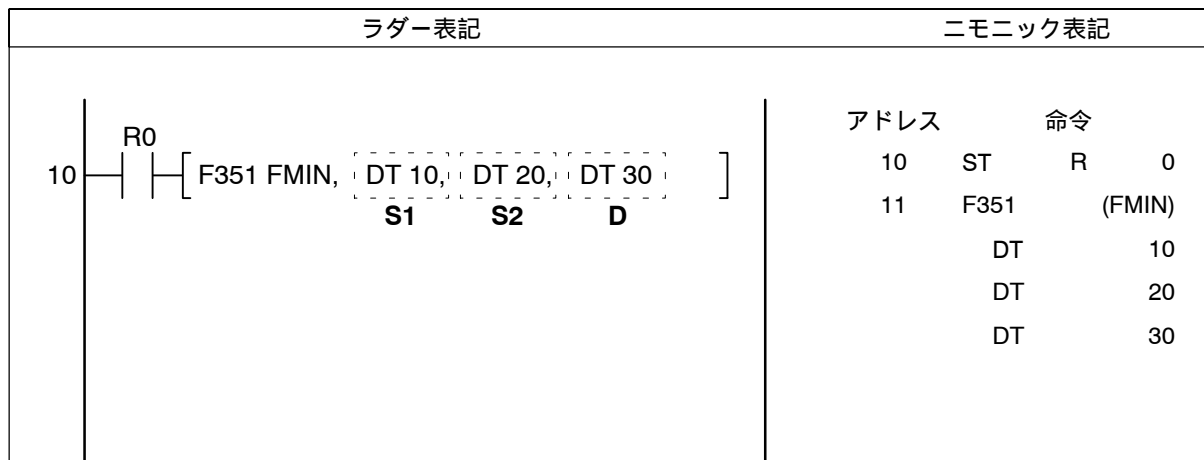 ラダー表記
ニモニック表記
R0
10 F351 FMIN, DT 10, DT 20, DT 30
S1 S2 D
アドレス 命令
10 ST R 0
11 F351 (FMIN)
DT 10
DT 20
DT 30